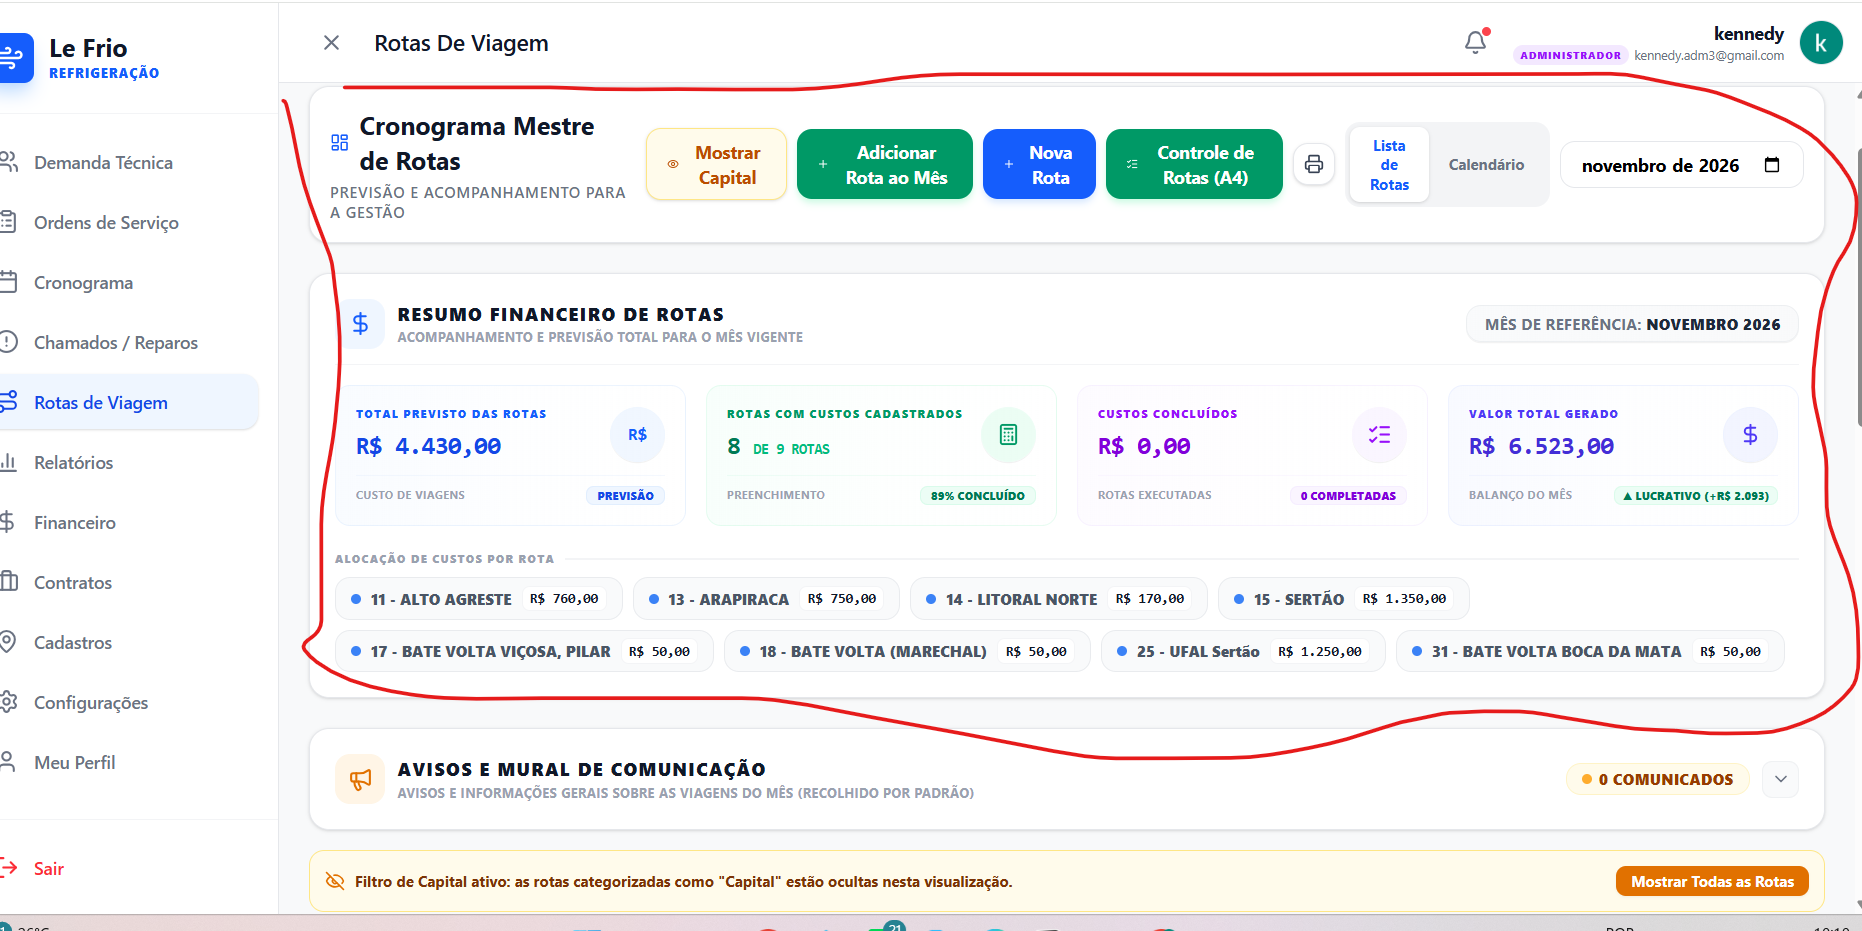 Le Frio
REFRIGERAÇÃO
Rotas De Viagem
kennedy
ADMINISTRADOR kennedy.adm3@gmail.com
k
Demanda Técnica
Ordens de Serviço
Cronograma
Chamados / Reparos
Rotas de Viagem
Relatórios
Financeiro
Contratos
Cadastros
Configurações
Meu Perfil
Sair
Cronograma Mestre
de Rotas
PREVISÃO E ACOMPANHAMENTO PARA
A GESTÃO
Mostrar
Capital
+ Adicionar
Rota ao Mês
+ Nova
Rota
Controle de
Rotas (A4)
Lista
de
Rotas
Calendário
novembro de 2026
RESUMO FINANCEIRO DE ROTAS
ACOMPANHAMENTO E PREVISÃO TOTAL PARA O MÊS VIGENTE
MÊS DE REFERÊNCIA: NOVEMBRO 2026
TOTAL PREVISTO DAS ROTAS
R$ 4.430,00
R$
CUSTO DE VIAGENS
PREVISÃO
ROTAS COM CUSTOS CADASTRADOS
8 DE 9 ROTAS
PREENCHIMENTO
89% CONCLUÍDO
CUSTOS CONCLUÍDOS
R$ 0,00
ROTAS EXECUTADAS
0 COMPLETADAS
VALOR TOTAL GERADO
R$ 6.523,00
BALANÇO DO MÊS
▲ LUCRATIVO (+R$ 2.093)
ALOCAÇÃO DE CUSTOS POR ROTA
11 - ALTO AGRESTE R$ 760,00
13 - ARAPIRACA R$ 750,00
14 - LITORAL NORTE R$ 170,00
15 - SERTÃO R$ 1.350,00
17 - BATE VOLTA VIÇOSA, PILAR R$ 50,00
18 - BATE VOLTA (MARECHAL) R$ 50,00
25 - UFAL Sertão R$ 1.250,00
31 - BATE VOLTA BOCA DA MATA R$ 50,00
AVISOS E MURAL DE COMUNICAÇÃO
AVISOS E INFORMAÇÕES GERAIS SOBRE AS VIAGENS DO MÊS (RECOLHIDO POR PADRÃO)
0 COMUNICADOS
Filtro de Capital ativo: as rotas categorizadas como "Capital" estão ocultas nesta visualização.
Mostrar Todas as Rotas
21